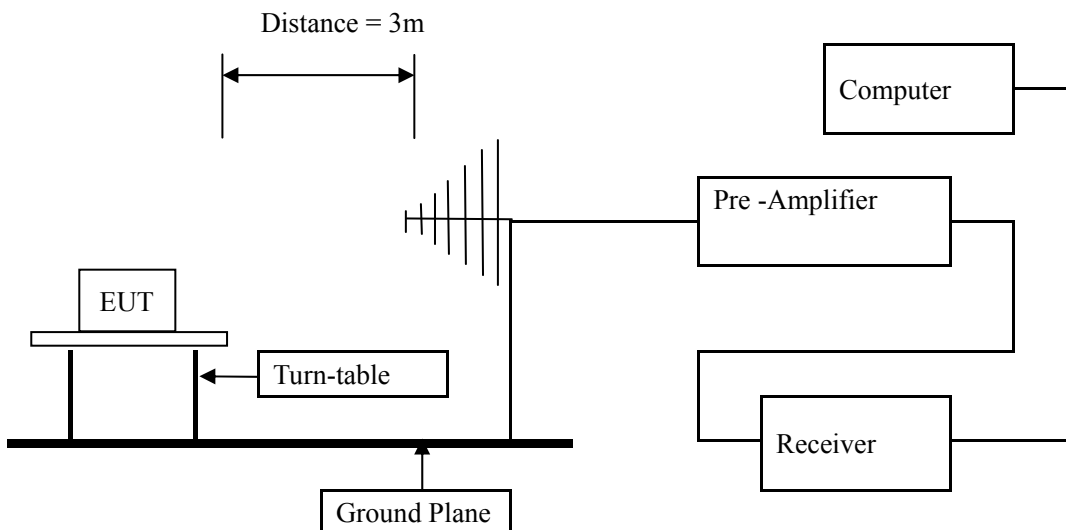 Distance = 3m
Computer
Pre -Amplifier
EUT
Turn-table
Receiver
Ground Plane